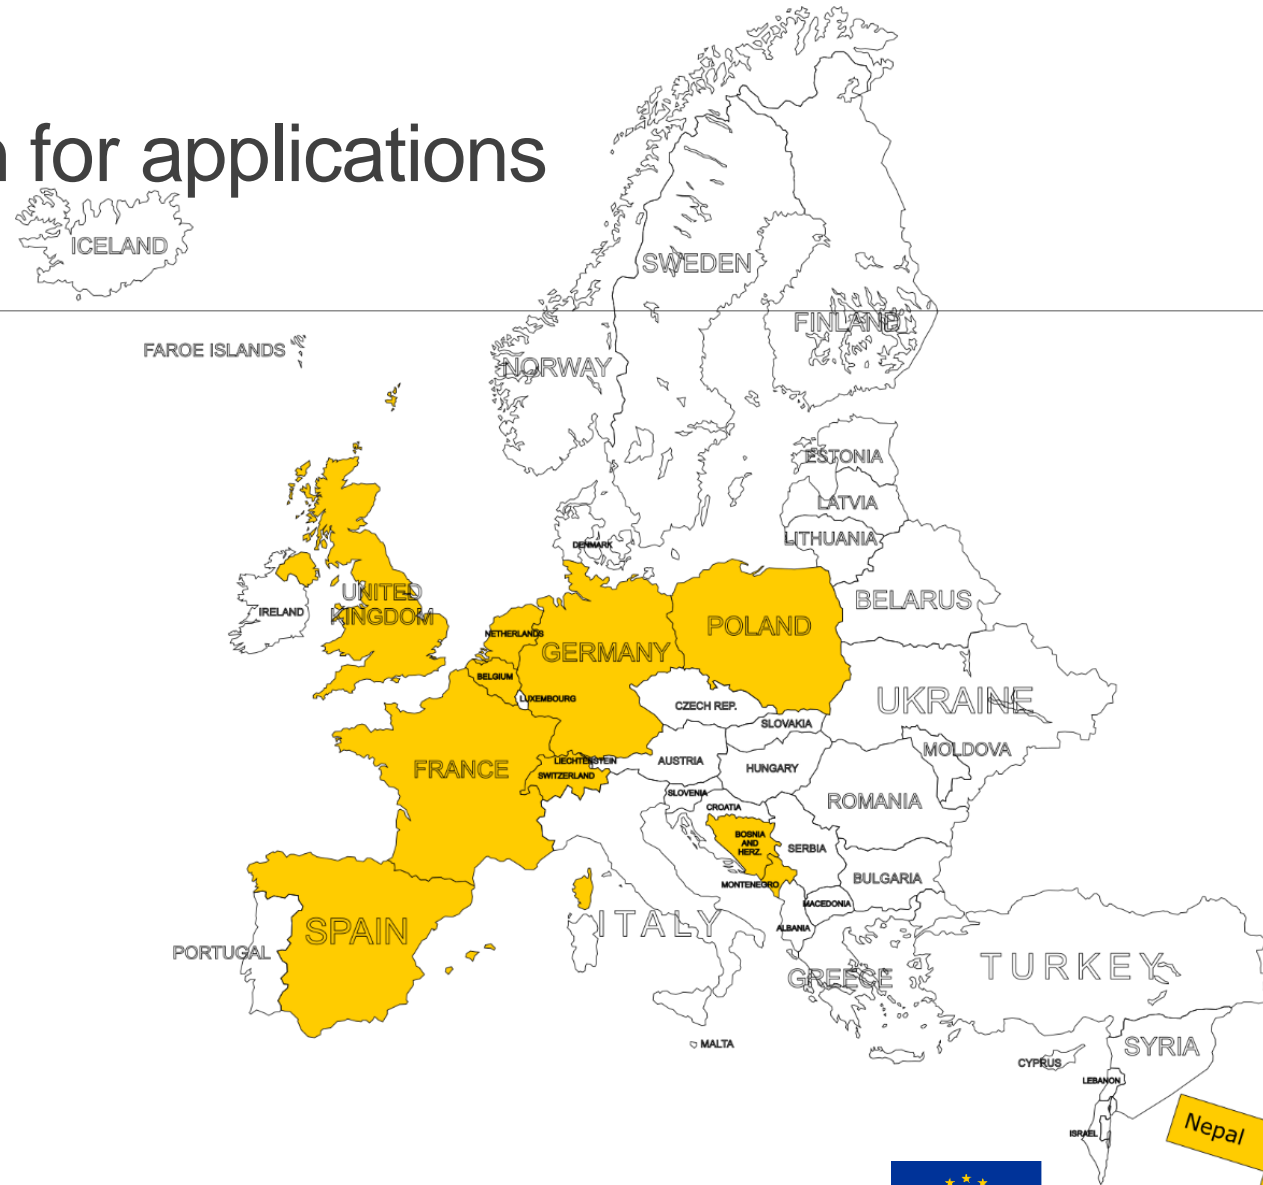 n for applications
ICELAND
SWEDEN
FINLAND
FAROE ISLANDS
NORWAY
ESTONIA
LATVIA
LITHUANIA
DENMARK
UNITED
KINGDOM
IRELAND
BELARUS
POLAND
NETHERLANDS
GERMANY
BELGIUM
LUXEMBOURG
CZECH REP.
UKRAINE
SLOVAKIA
MOLDOVA
FRANCE
LIECHTENSTEIN
SWITZERLAND
AUSTRIA
HUNGARY
SLOVENIA
CROATIA
ROMANIA
BOSNIA
AND
HERZ.
SERBIA
MONTENEGRO
BULGARIA
MACEDONIA
ALBANIA
ITALY
SPAIN
PORTUGAL
GREECE
TURKEY
MALTA
CYPRUS
SYRIA
LEBANON
ISRAEL
Nepal